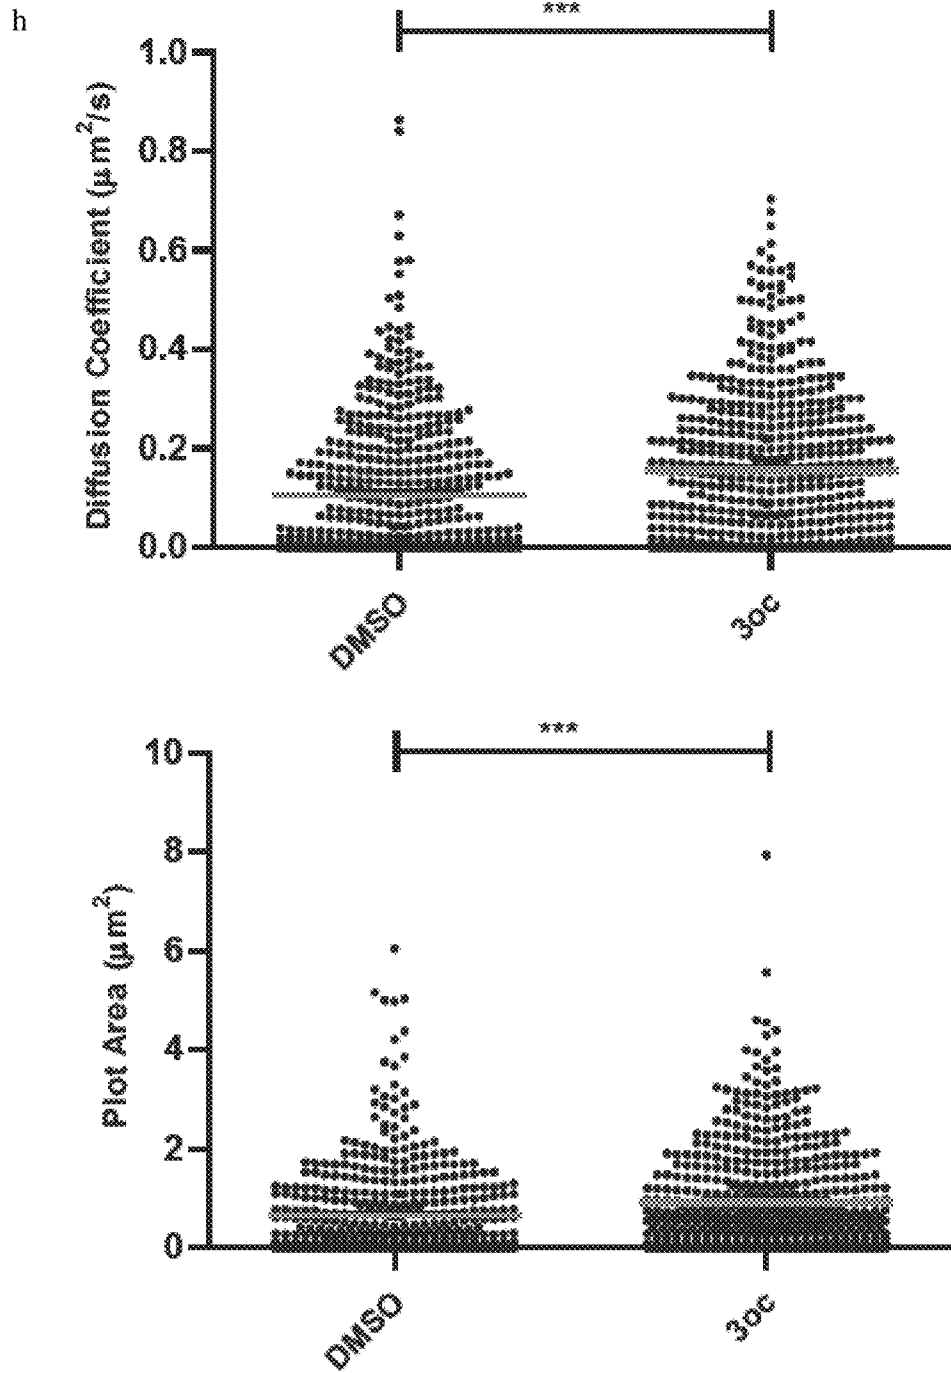 h
***
1.0
0.8
0.6
0.4
0.2
0.0
Diffusion Coefficient (μm²/s)
DMSO
3oc
***
10
8
6
4
2
0
Plot Area (μm²)
DMSO
3oc